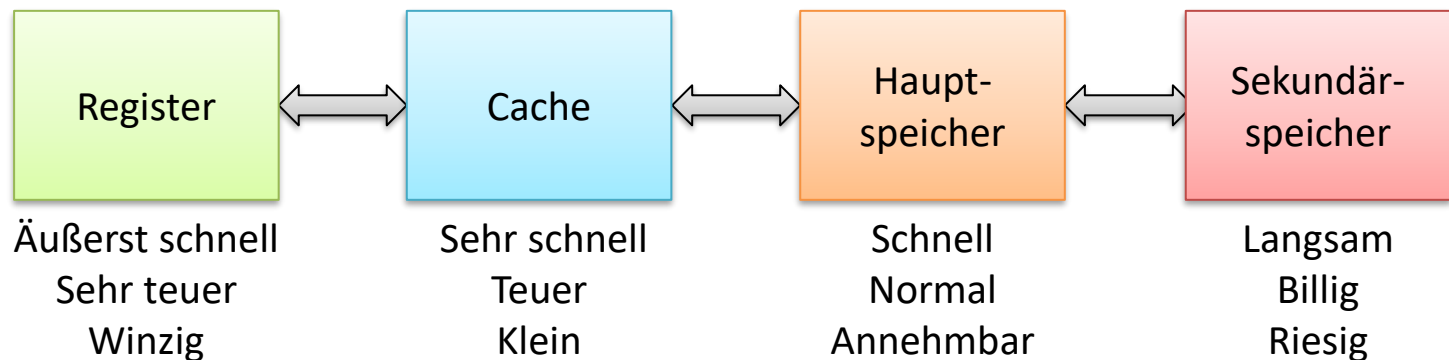 Register
Cache
Haupt-
speicher
Sekundär-
speicher
Äußerst schnell
Sehr teuer
Winzig
Sehr schnell
Teuer
Klein
Schnell
Normal
Annehmbar
Langsam
Billig
Riesig